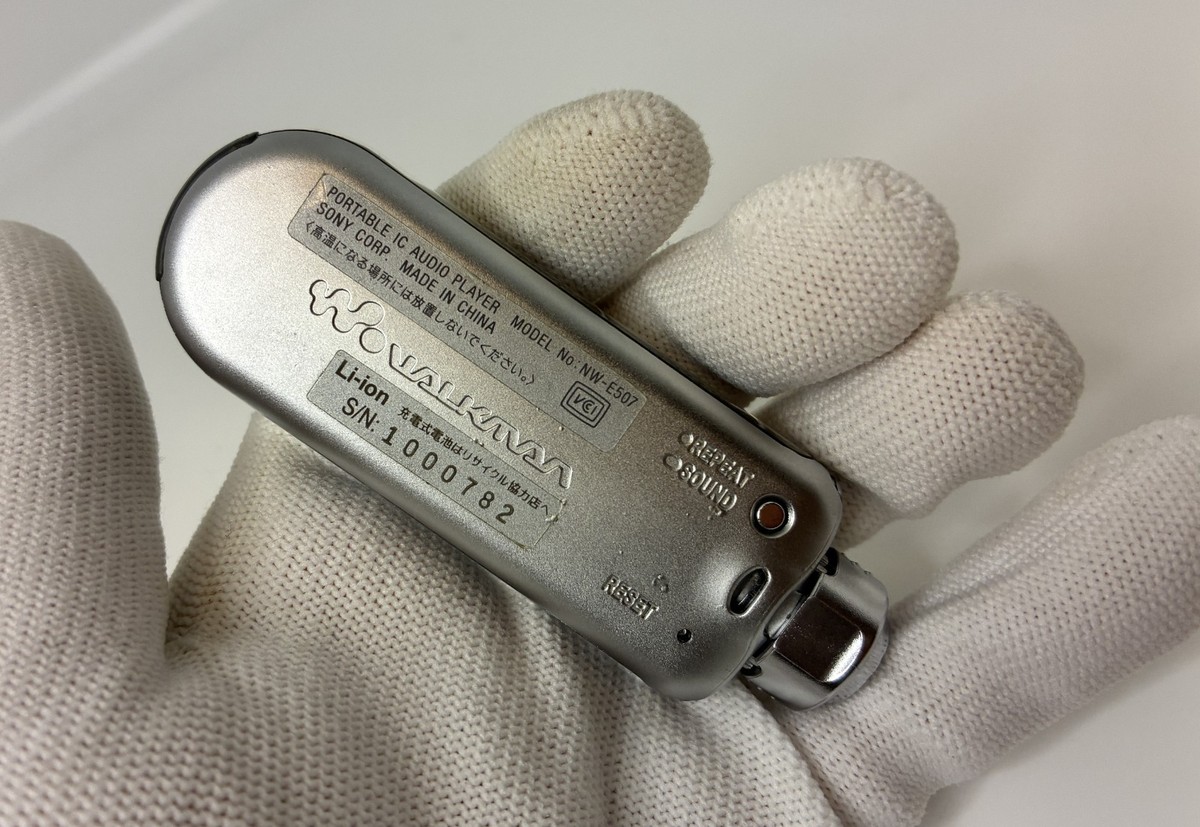 PORTABLE IC AUDIO PLAYER MODEL No. NW-E507
SONY CORP. MADE IN CHINA
〈高温になる場所には放置しないでください。〉
VCI
WALKMAN
Li-ion 充電式電池はリサイクル協力店へ
S/N: 1000782
REPEAT
SOUND
RESET